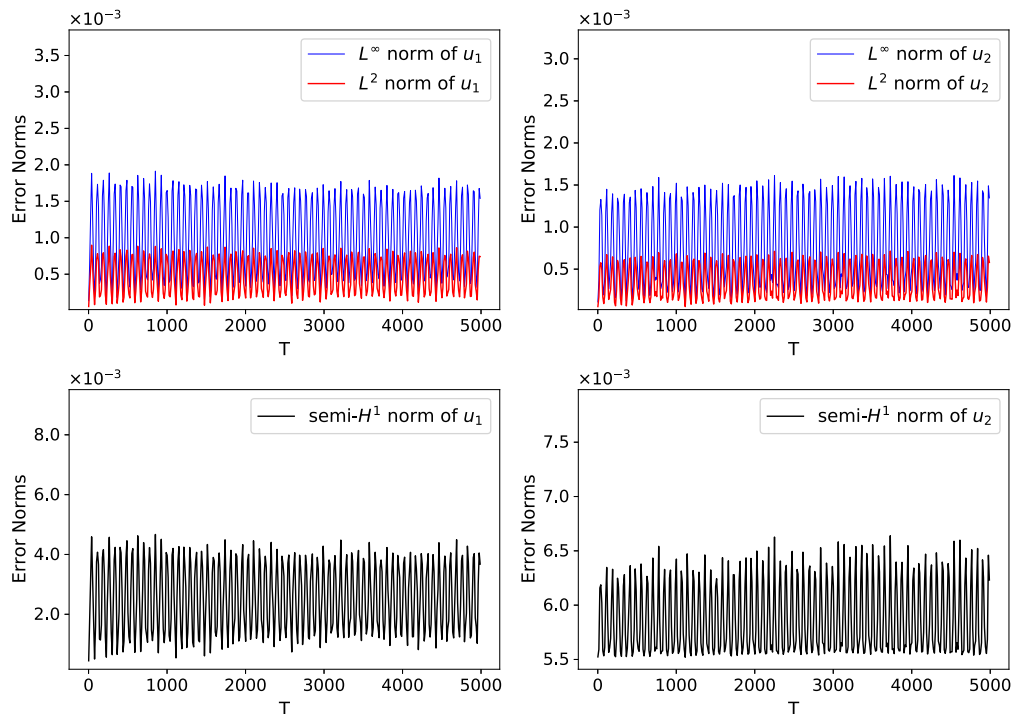 ×10⁻³
L^∞ norm of u₁
L² norm of u₁
3.5
3.0
2.5
2.0
1.5
1.0
0.5
Error Norms
0 1000 2000 3000 4000 5000
T
×10⁻³
L^∞ norm of u₂
L² norm of u₂
3.0
2.5
2.0
1.5
1.0
0.5
Error Norms
0 1000 2000 3000 4000 5000
T
×10⁻³
semi-H¹ norm of u₁
8.0
6.0
4.0
2.0
Error Norms
0 1000 2000 3000 4000 5000
T
×10⁻³
semi-H¹ norm of u₂
7.5
7.0
6.5
6.0
5.5
Error Norms
0 1000 2000 3000 4000 5000
T